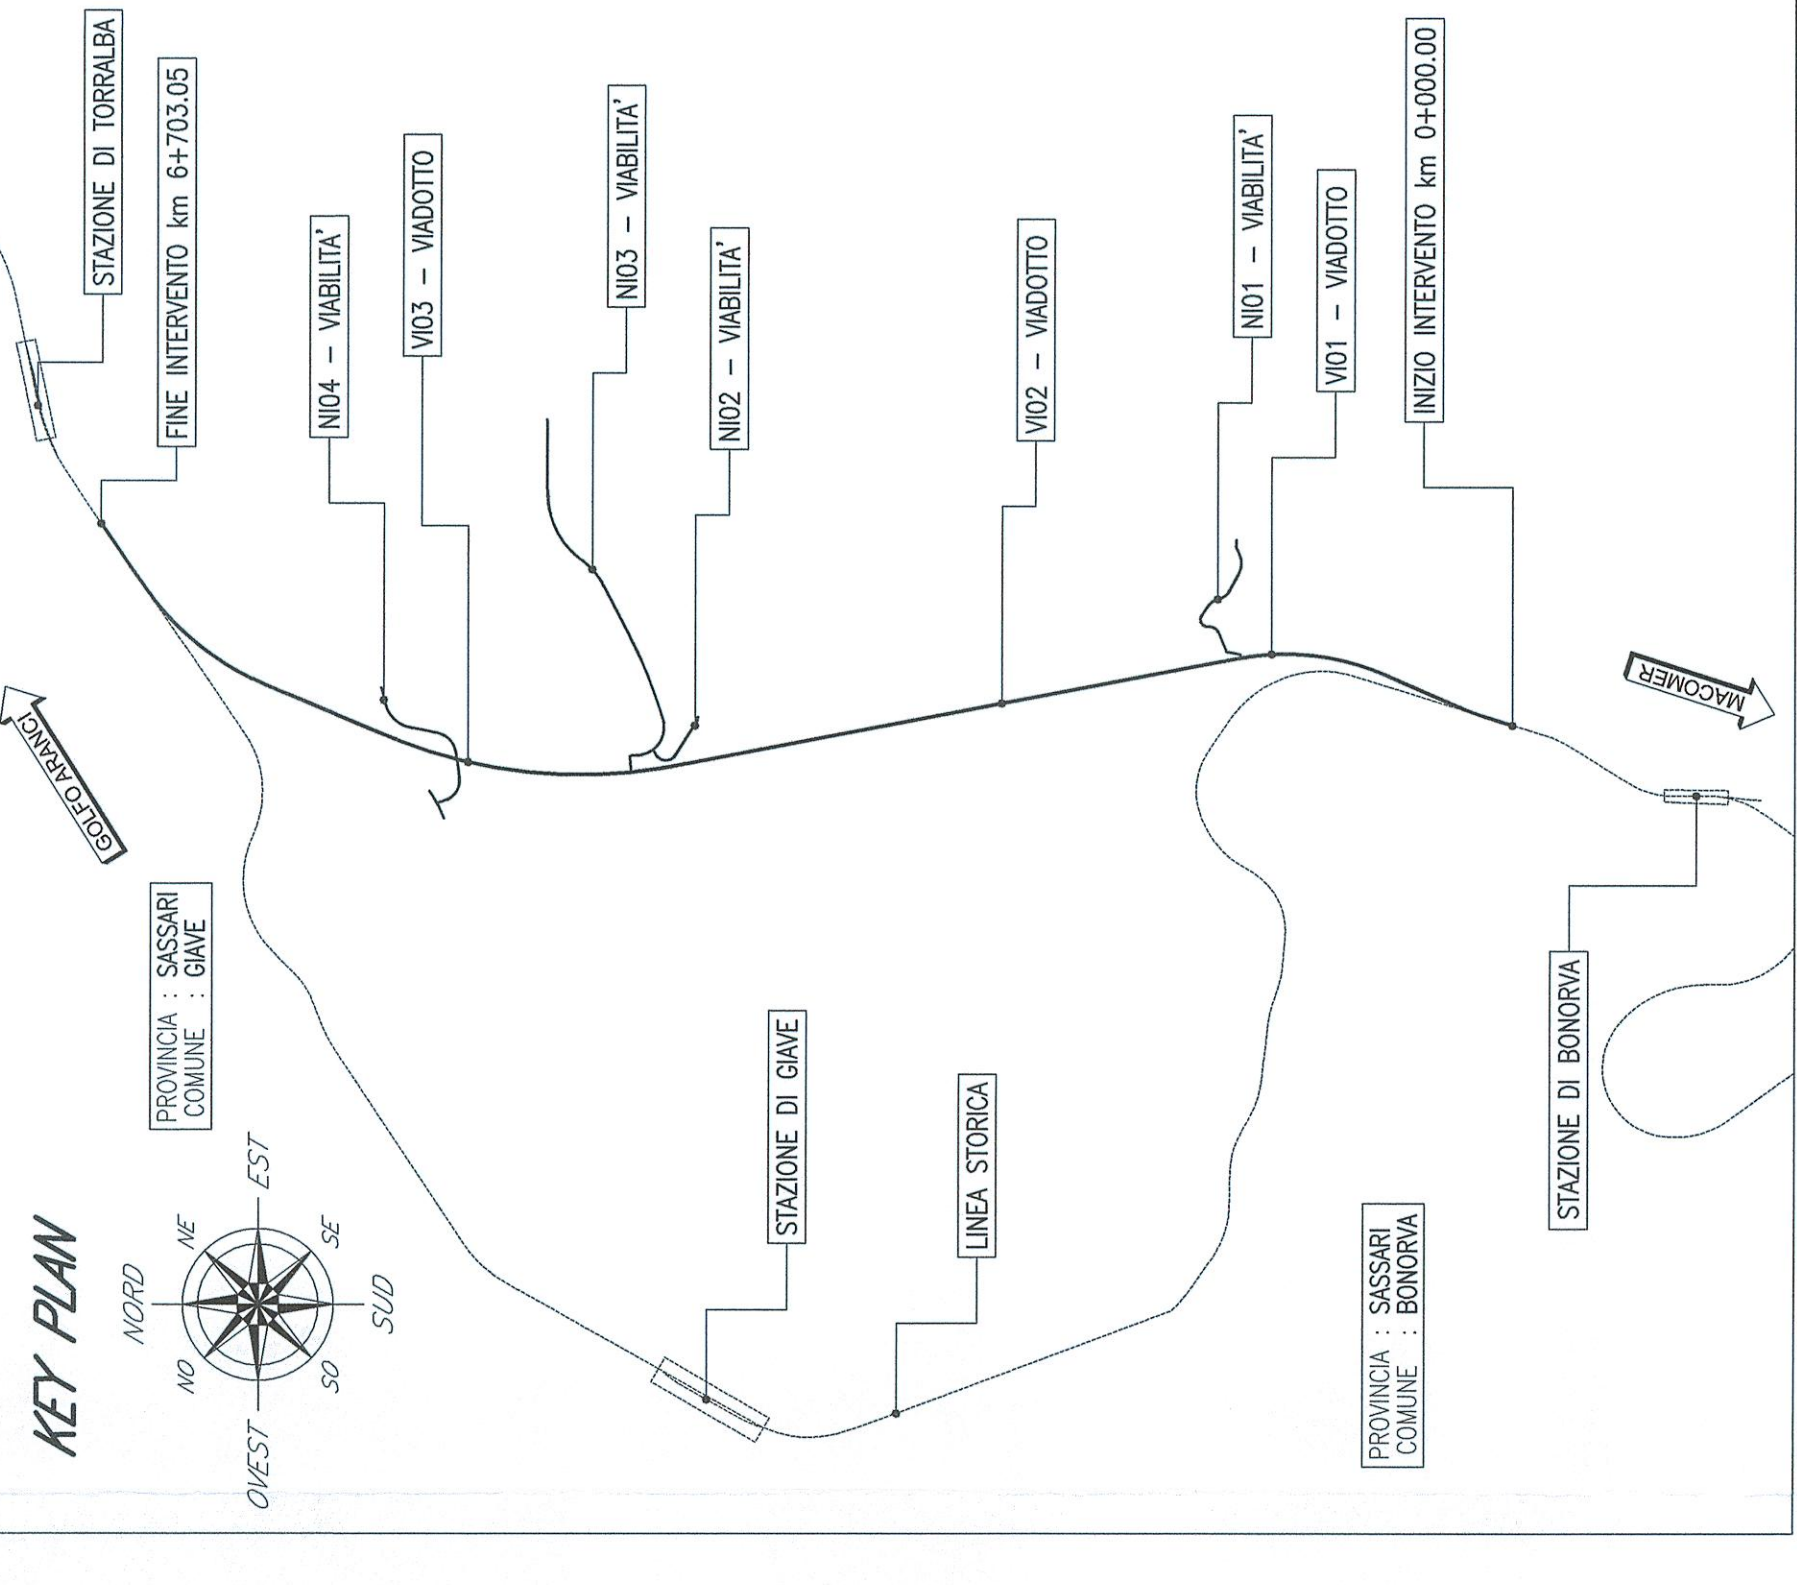 KEY PLAN
NORD
NE
EST
SE
SUD
SO
OVEST
NO
PROVINCIA : SASSARI
COMUNE : GIAVE
GOLFO ARANCI
STAZIONE DI TORRALBA
FINE INTERVENTO km 6+703.05
NI04 - VIABILITA'
VI03 - VIADOTTO
NI03 - VIABILITA'
NI02 - VIABILITA'
VI02 - VIADOTTO
NI01 - VIABILITA'
VI01 - VIADOTTO
INIZIO INTERVENTO km 0+000.00
MACOMER
STAZIONE DI GIAVE
LINEA STORICA
STAZIONE DI BONORVA
PROVINCIA : SASSARI
COMUNE : BONORVA